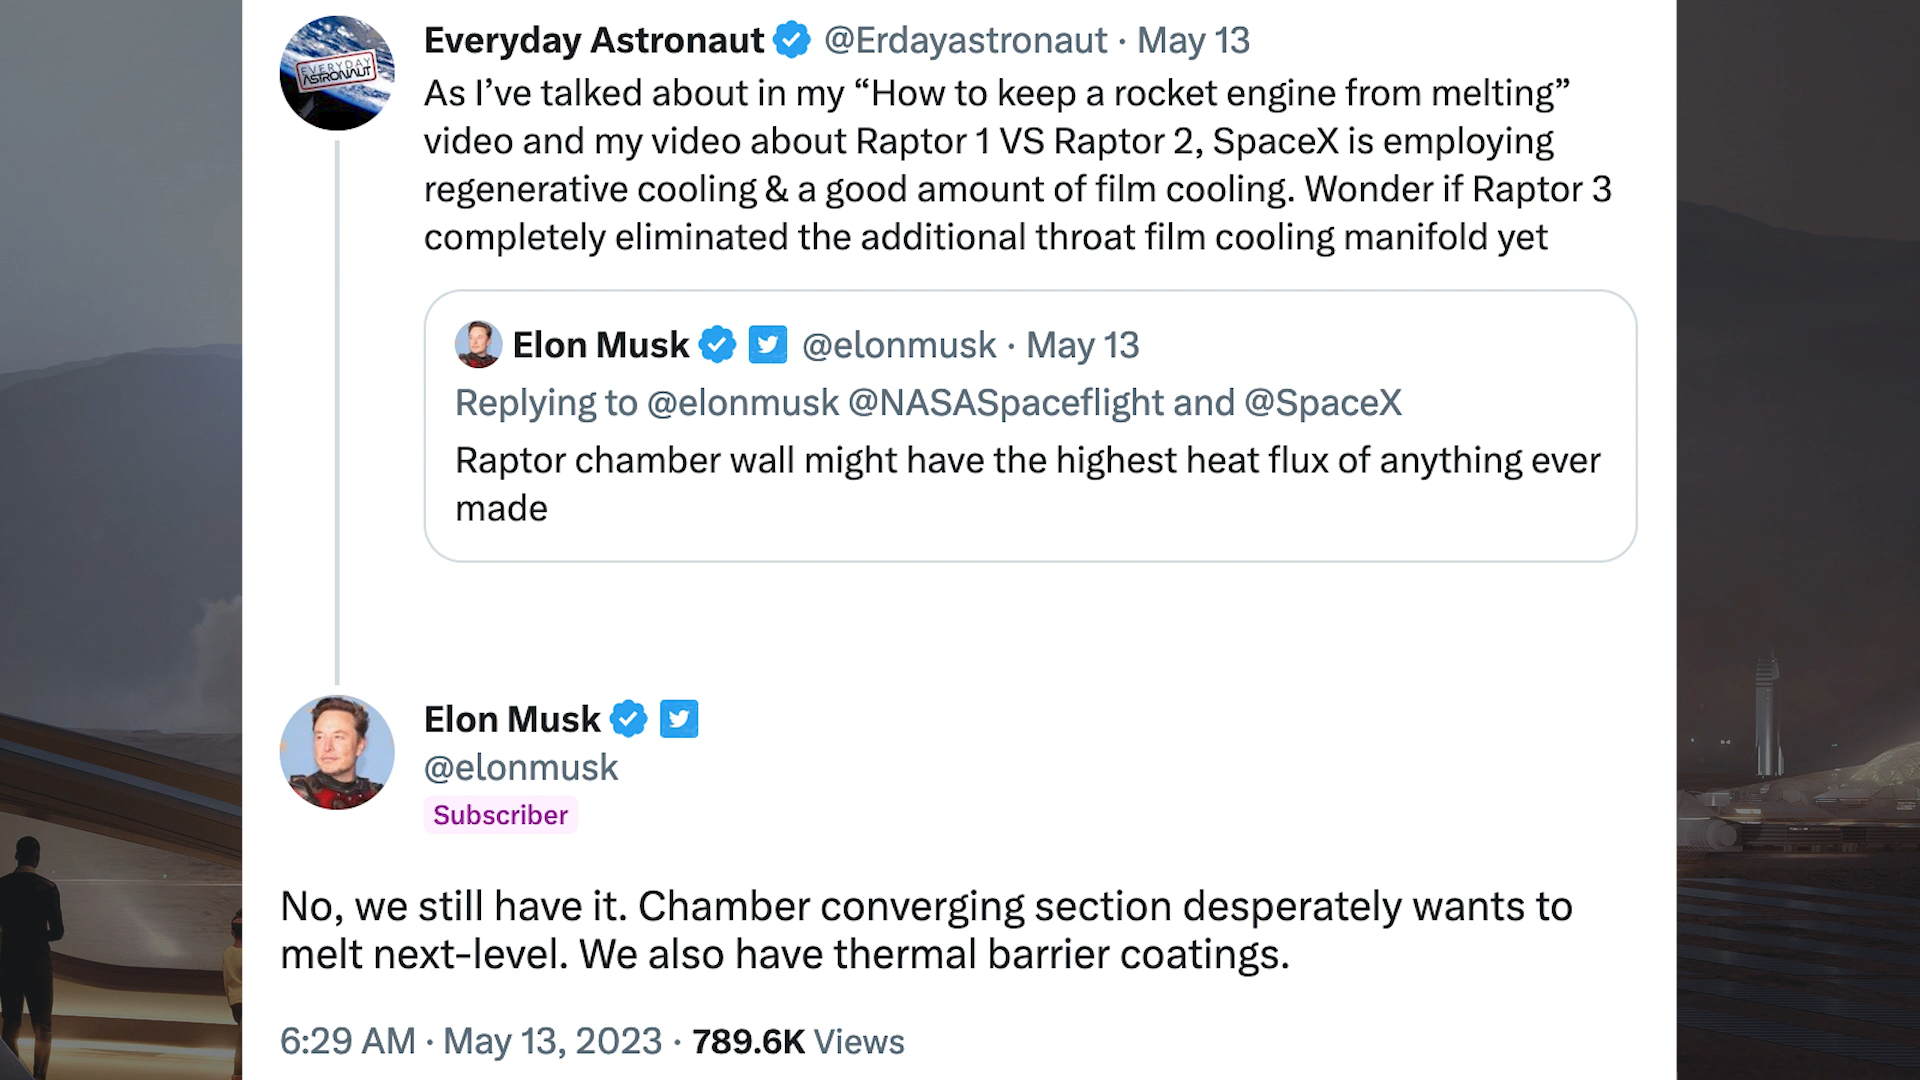 EVERYDAY
ASTRONAUT
Everyday Astronaut @Erdayastronaut · May 13
As I’ve talked about in my “How to keep a rocket engine from melting”
video and my video about Raptor 1 VS Raptor 2, SpaceX is employing
regenerative cooling & a good amount of film cooling. Wonder if Raptor 3
completely eliminated the additional throat film cooling manifold yet
Elon Musk @elonmusk · May 13
Replying to @elonmusk @NASASpaceflight and @SpaceX
Raptor chamber wall might have the highest heat flux of anything ever
made
Elon Musk
@elonmusk
Subscriber
No, we still have it. Chamber converging section desperately wants to
melt next-level. We also have thermal barrier coatings.
6:29 AM · May 13, 2023 · 789.6K Views